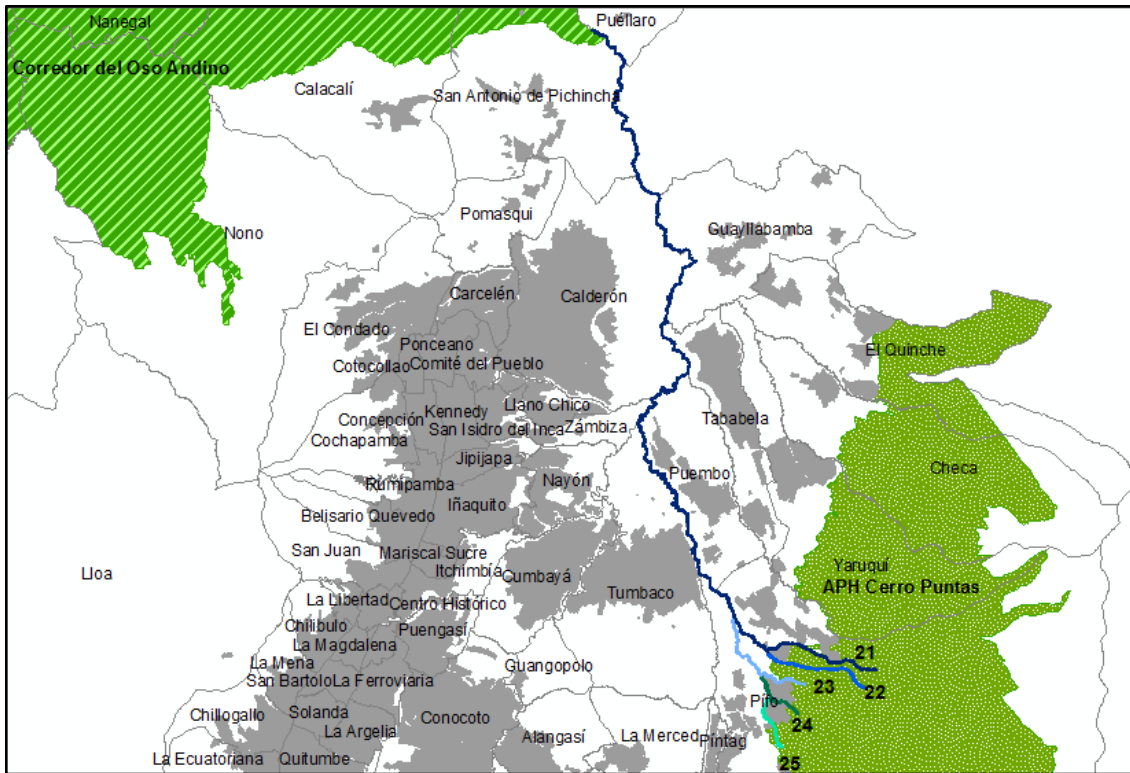 Nanegal
Puéllaro
Corredor del Oso Andino
Calacalí
San Antonio de Pichincha
Pomasqui
Nono
Guayllabamba
Carcelén
Calderón
El Condado
Ponceano
El Quinche
Cotocollao
Comité del Pueblo
Llano Chico
Concepción
Kennedy
Tababela
San Isidro del Inca
Zámbiza
Cochapamba
Jipijapa
Puembo
Checa
Rumipamba
Nayón
Iñaquito
Belisario Quevedo
San Juan
Mariscal Sucre
Itchimbía
Cumbayá
Yaruquí
Lloa
APH Cerro Puntas
Tumbaco
La Libertad
Centro Histórico
Chilibulo
Puengasí
La Magdalena
21
La Mena
Guangopolo
San Bartolo
La Ferroviaria
23
22
Pifo
Chillogallo
Solanda
Conocoto
24
La Argelia
Alangasí
La Merced
Píntag
La Ecuatoriana
Quitumbe
25